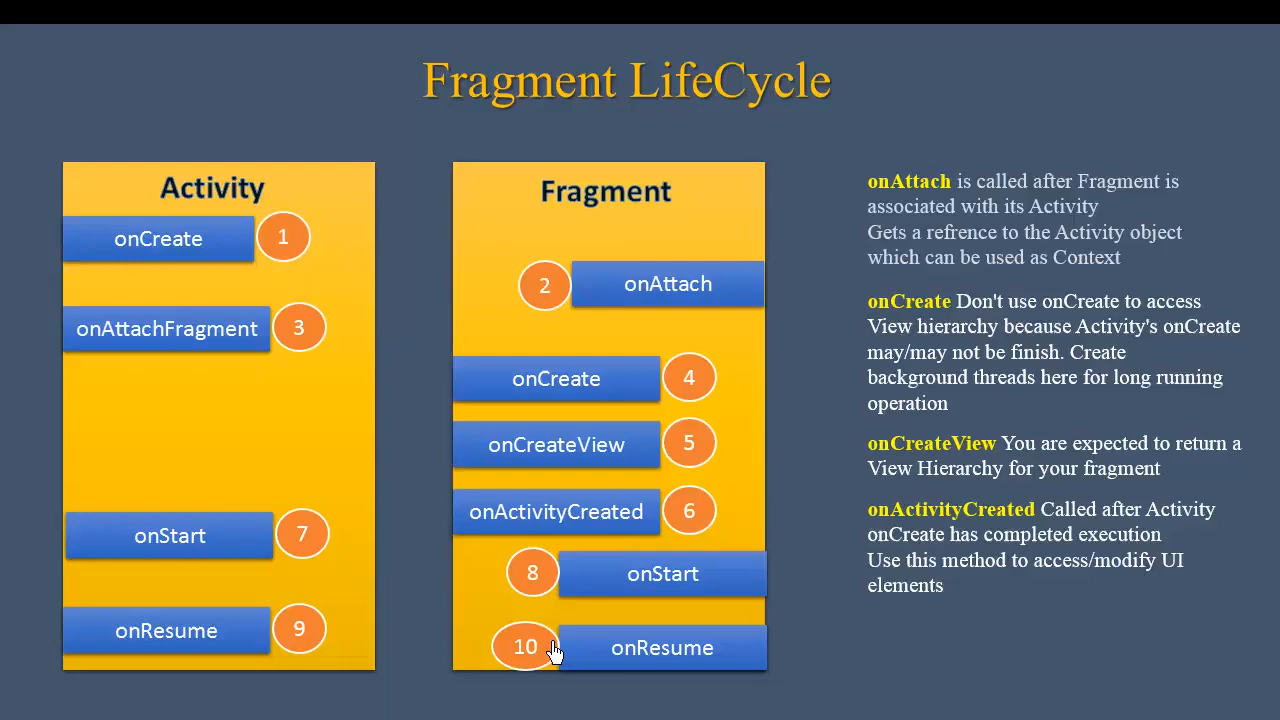 Fragment LifeCycle
Activity
onCreate 1
onAttachFragment 3
onStart 7
onResume 9
Fragment
2 onAttach
onCreate 4
onCreateView 5
onActivityCreated 6
8 onStart
10 onResume
onAttach is called after Fragment is
associated with its Activity
Gets a refrence to the Activity object
which can be used as Context
onCreate Don't use onCreate to access
View hierarchy because Activity's onCreate
may/may not be finish. Create
background threads here for long running
operation
onCreateView You are expected to return a
View Hierarchy for your fragment
onActivityCreated Called after Activity
onCreate has completed execution
Use this method to access/modify UI
elements